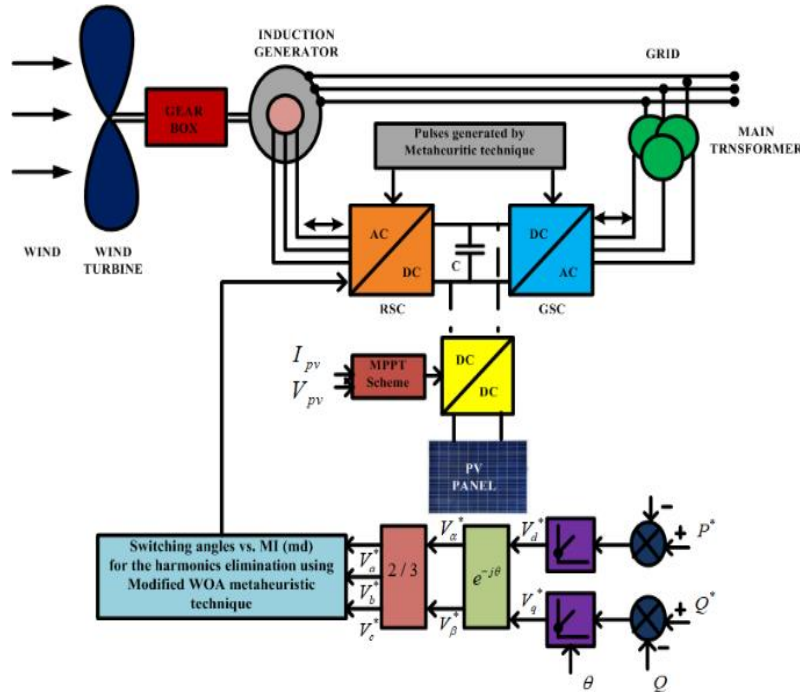 INDUCTION
GENERATOR
GRID
GEAR
BOX
Pulses generated by
Metaheuritic technique
MAIN
TRNSFORMER
WIND
WIND
TURBINE
AC
DC
C
DC
AC
RSC
GSC
I_pv
V_pv
MPPT
Scheme
DC
DC
PV
PANEL
Switching angles vs. MI (md)
for the harmonics elimination using
Modified WOA metaheuristic
technique
V_a^*
V_b^*
V_c^*
2 / 3
V_α^*
V_β^*
e^{-jθ}
V_d^*
V_q^*
θ
P^*
Q^*
Q